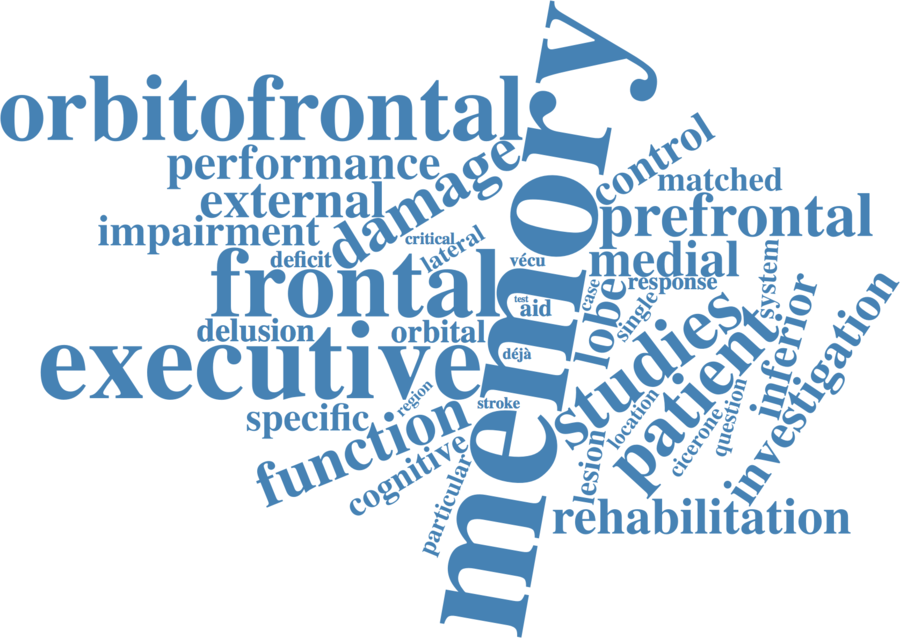 memory
orbitofrontal
performance
damage
control
external
matched
impairment
prefrontal
critical
lateral
deficit
vécu
medial
frontal
system
case
response
test
aid
lobe
single
delusion
orbital
inferior
studies
executive
déjà
patient
investigation
region
stroke
specific
function
location
question
cicerone
cognitive
lesion
particular
rehabilitation